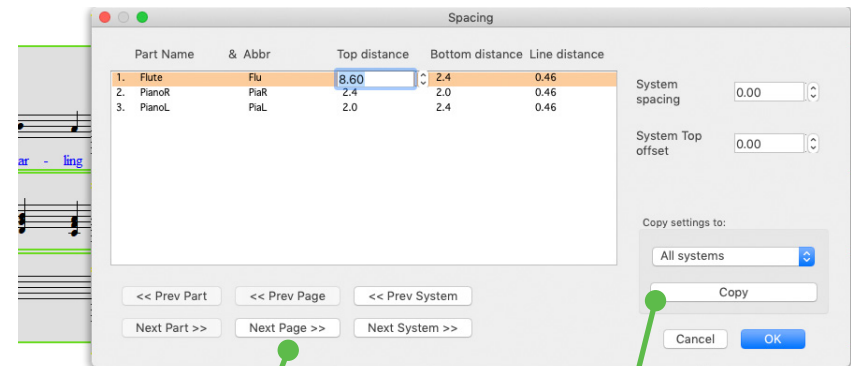 Spacing
Part Name & Abbr Top distance Bottom distance Line distance
1. Flute Flu 8.60 2.4 0.46
2. PianoR PiaR 2.4 2.0 0.46
3. PianoL PiaL 2.0 2.4 0.46
System
spacing 0.00
System Top
offset 0.00
ar - ling
Copy settings to:
All systems
Copy
<< Prev Part << Prev Page << Prev System
Next Part >> Next Page >> Next System >>
Cancel OK